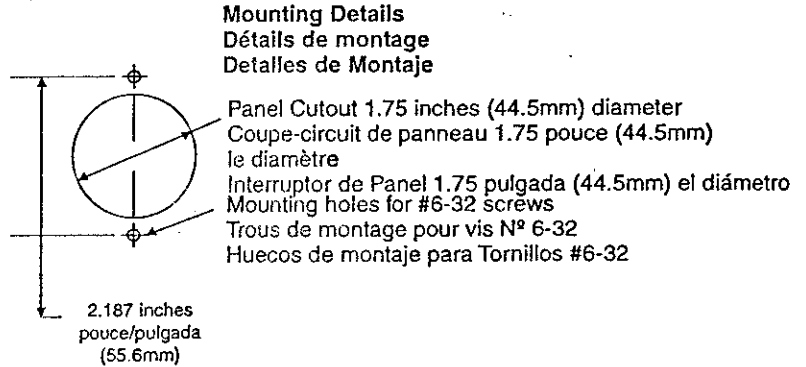 Mounting Details
Détails de montage
Detalles de Montaje
Panel Cutout 1.75 inches (44.5mm) diameter
Coupe-circuit de panneau 1.75 pouce (44.5mm)
le diamètre
Interruptor de Panel 1.75 pulgada (44.5mm) el diámetro
Mounting holes for #6-32 screws
Trous de montage pour vis Nº 6-32
Huecos de montaje para Tornillos #6-32
2.187 inches
pouce/pulgada
(55.6mm)